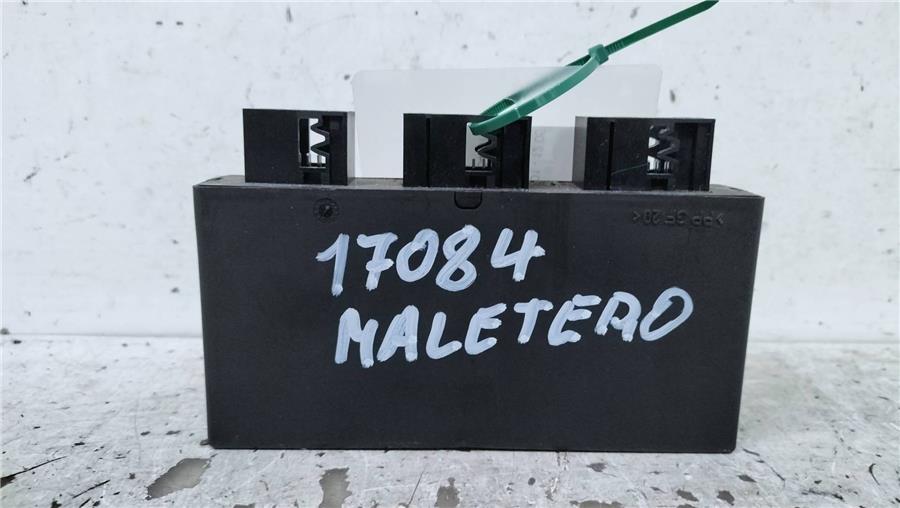 >PP GF 20<
17084
MALETERO